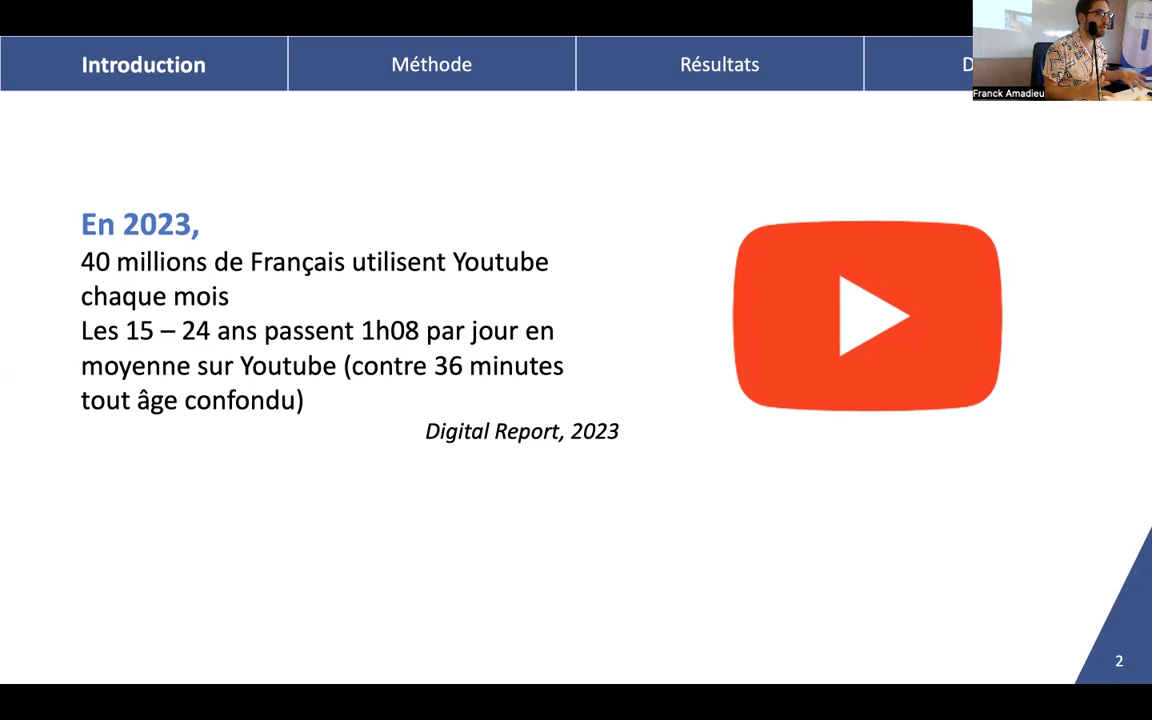 Introduction
Méthode
Résultats
D
Franck Amadieu
En 2023,
40 millions de Français utilisent Youtube
chaque mois
Les 15 – 24 ans passent 1h08 par jour en
moyenne sur Youtube (contre 36 minutes
tout âge confondu)
Digital Report, 2023
2